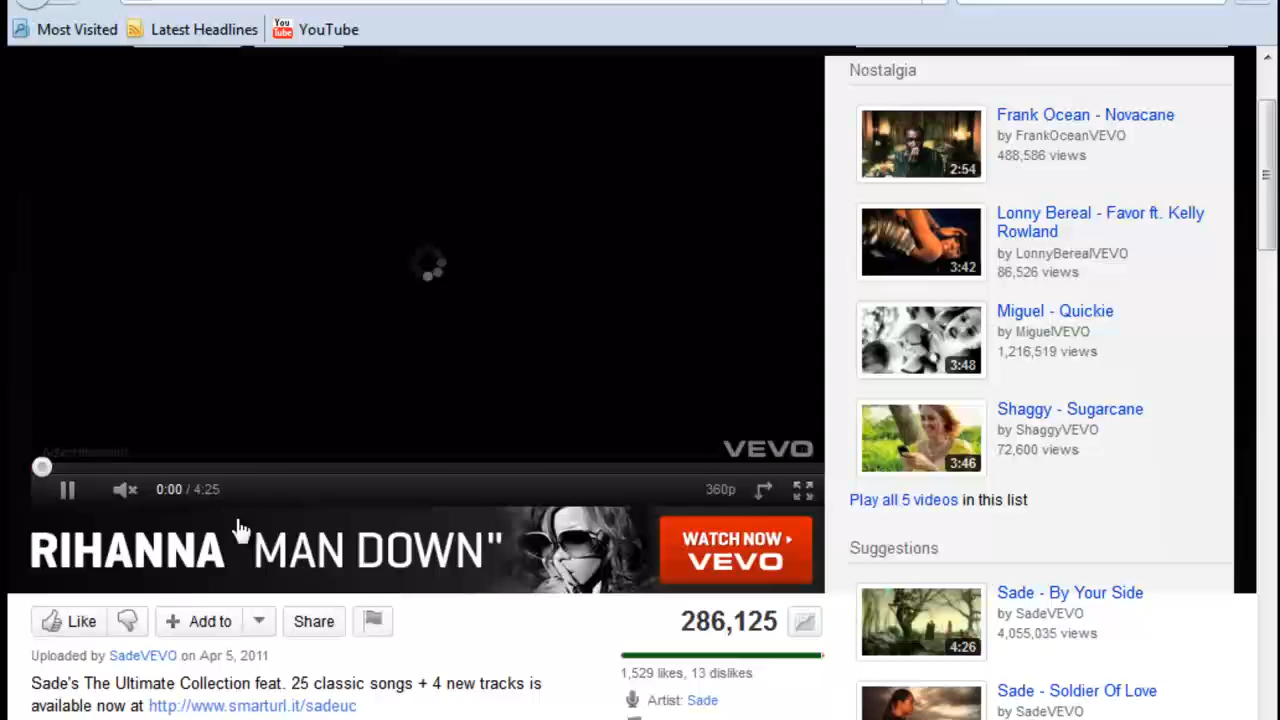 Most Visited
Latest Headlines
You Tube YouTube
Nostalgia
Frank Ocean - Novacane
by FrankOceanVEVO
488,586 views
2:54
Lonny Bereal - Favor ft. Kelly
Rowland
by LonnyBerealVEVO
86,526 views
3:42
Miguel - Quickie
by MiguelVEVO
1,216,519 views
3:48
Shaggy - Sugarcane
by ShaggyVEVO
72,600 views
3:46
Play all 5 videos in this list
Suggestions
Sade - By Your Side
by SadeVEVO
4,055,035 views
4:26
Sade - Soldier Of Love
by SadeVEVO
Advertisement
VEVO
0:00 / 4:25
360p
RIHANNA "MAN DOWN"
WATCH NOW
VEVO
Like
Add to
Share
286,125
Uploaded by SadeVEVO on Apr 5, 2011
1,529 likes, 13 dislikes
Sade's The Ultimate Collection feat. 25 classic songs + 4 new tracks is
available now at http://www.smarturl.it/sadeuc
Artist: Sade